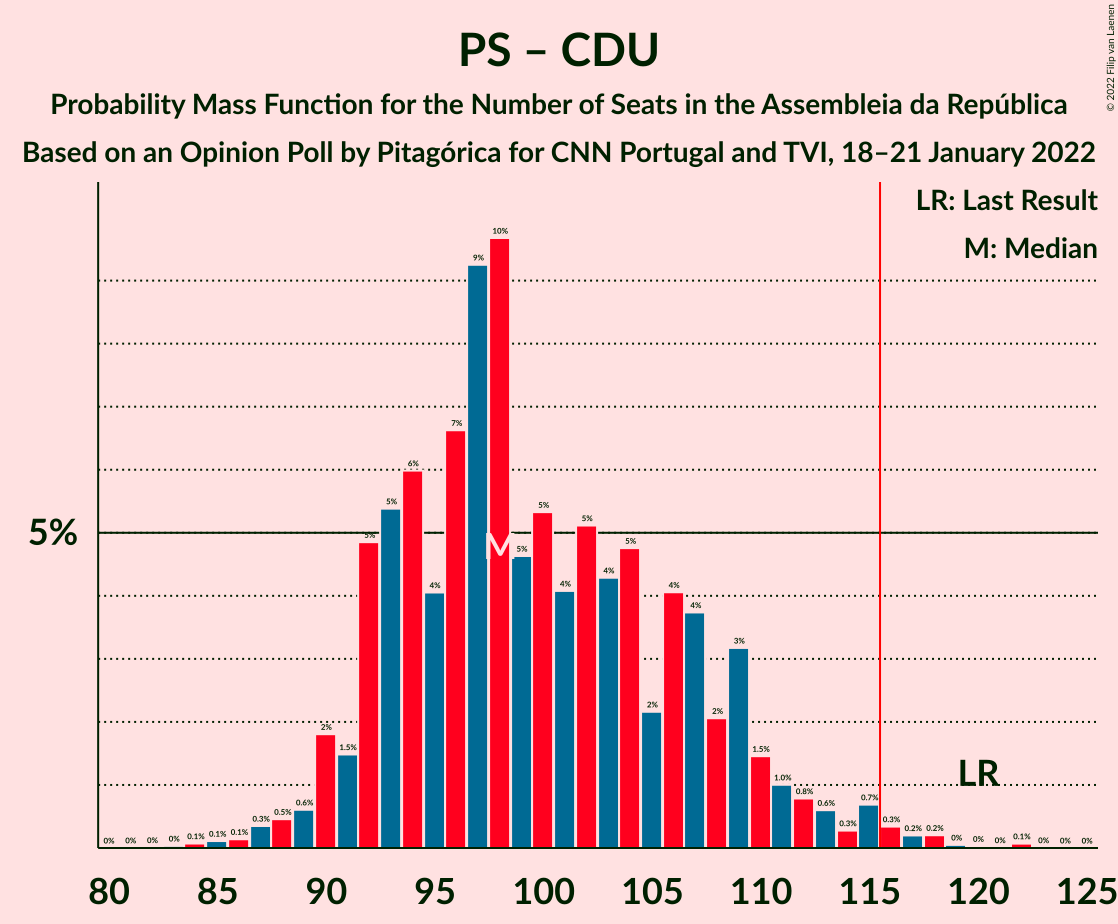 PS – CDU
Probability Mass Function for the Number of Seats in the Assembleia da República
Based on an Opinion Poll by Pitagórica for CNN Portugal and TVI, 18–21 January 2022
© 2022 Filip van Laenen
LR: Last Result
M: Median
5%
0% 0% 0% 0% 0.1% 0.1% 0.1% 0.3% 0.5% 0.6% 2% 1.5% 5% 5% 6% 4% 7% 9% 10% 5% 5% 4% 5% 4% 5% 2% 4% 4% 2% 3% 1.5% 1.0% 0.8% 0.6% 0.3% 0.7% 0.3% 0.2% 0.2% 0% 0% 0% 0.1% 0% 0% 0%
M
LR
80 85 90 95 100 105 110 115 120 125